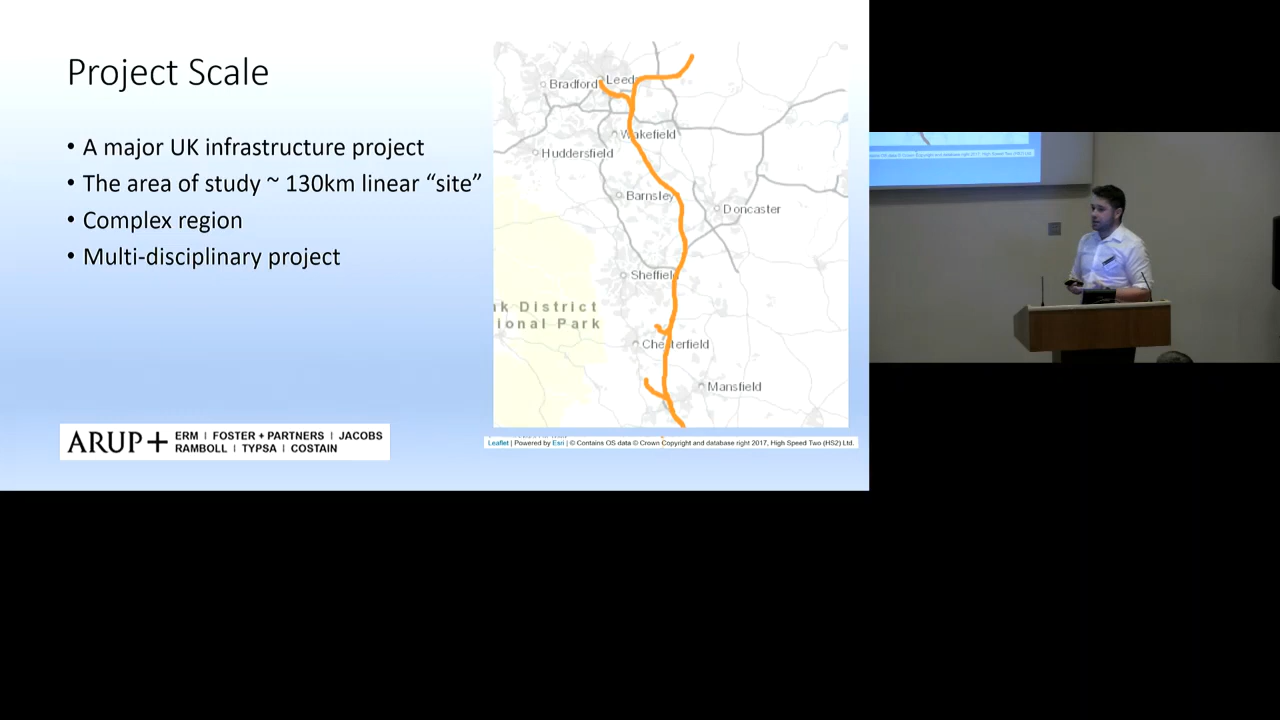 Project Scale
• A major UK infrastructure project
• The area of study ~ 130km linear “site”
• Complex region
• Multi-disciplinary project
ARUP+ ERM | FOSTER + PARTNERS | JACOBS
RAMBOLL | TYPSA | COSTAIN
Bradford
Leed
Wakefield
Huddersfield
Barnsley
Doncaster
Sheffiel
k District
ional Park
Chesterfield
Mansfield
Leaflet | Powered by Esri | © Contains OS data © Crown Copyright and database right 2017, High Speed Two (HS2) Ltd.